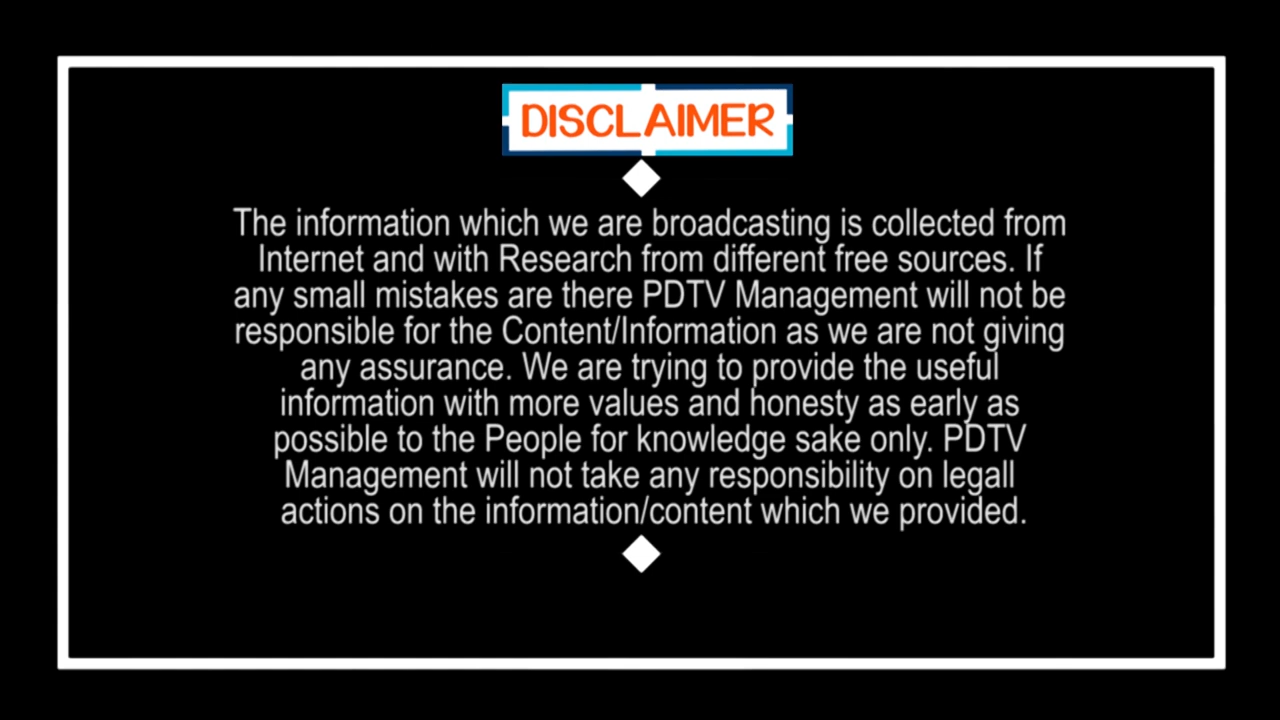 DISCLAIMER
The information which we are broadcasting is collected from
Internet and with Research from different free sources. If
any small mistakes are there PDTV Management will not be
responsible for the Content/Information as we are not giving
any assurance. We are trying to provide the useful
information with more values and honesty as early as
possible to the People for knowledge sake only. PDTV
Management will not take any responsibility on legall
actions on the information/content which we provided.